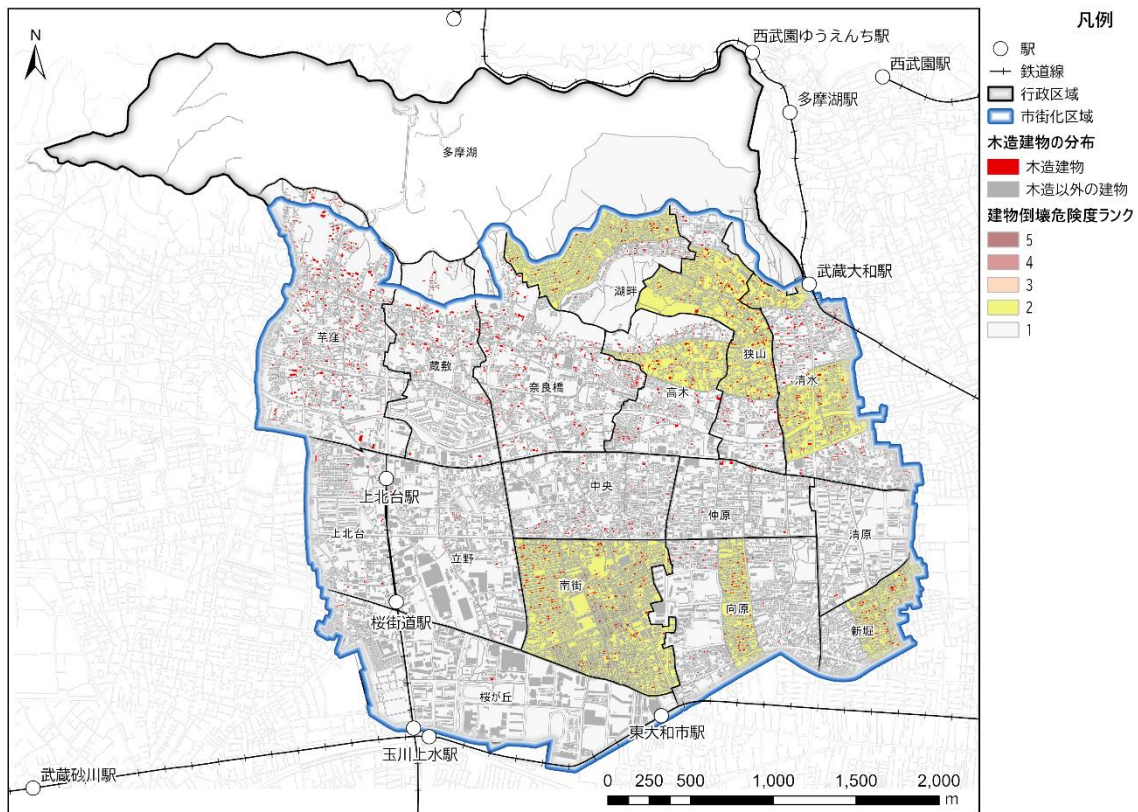 N
西武園ゆうえんち駅
西武園駅
多摩湖駅
多摩湖
武蔵大和駅
湖畔
芋窪
蔵敷
奈良橋
高木
狭山
清水
上北台駅
中央
仲原
上北台
立野
清原
南街
向原
新堀
桜街道駅
桜が丘
東大和市駅
玉川上水駅
武蔵砂川駅
0 250 500 1,000 1,500 2,000
m
凡例
駅
鉄道線
行政区域
市街化区域
木造建物の分布
木造建物
木造以外の建物
建物倒壊危険度ランク
5
4
3
2
1